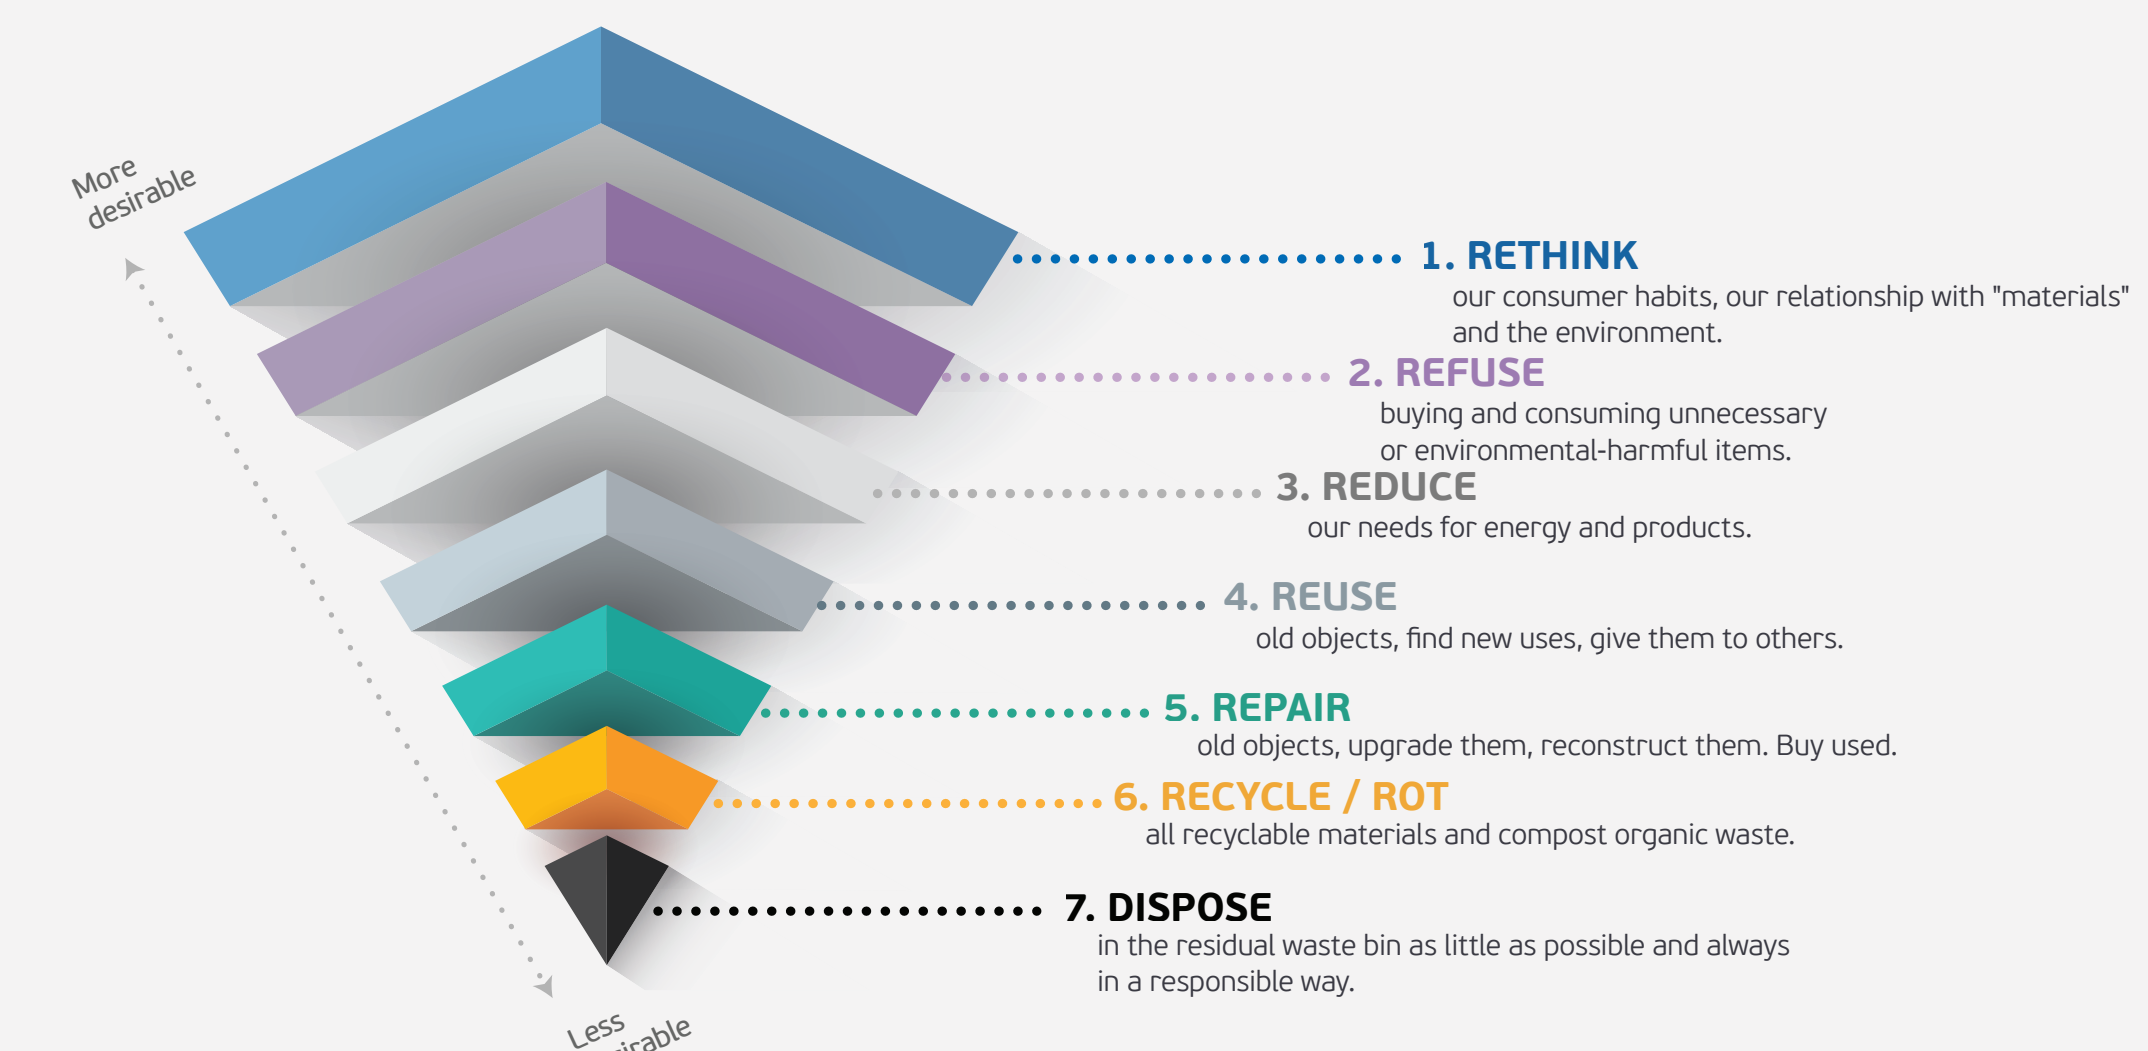 More
desirable
1. RETHINK
our consumer habits, our relationship with "materials"
and the environment.
2. REFUSE
buying and consuming unnecessary
or environmental-harmful items.
3. REDUCE
our needs for energy and products.
4. REUSE
old objects, find new uses, give them to others.
5. REPAIR
old objects, upgrade them, reconstruct them. Buy used.
6. RECYCLE / ROT
all recyclable materials and compost organic waste.
7. DISPOSE
in the residual waste bin as little as possible and always
in a responsible way.
Less